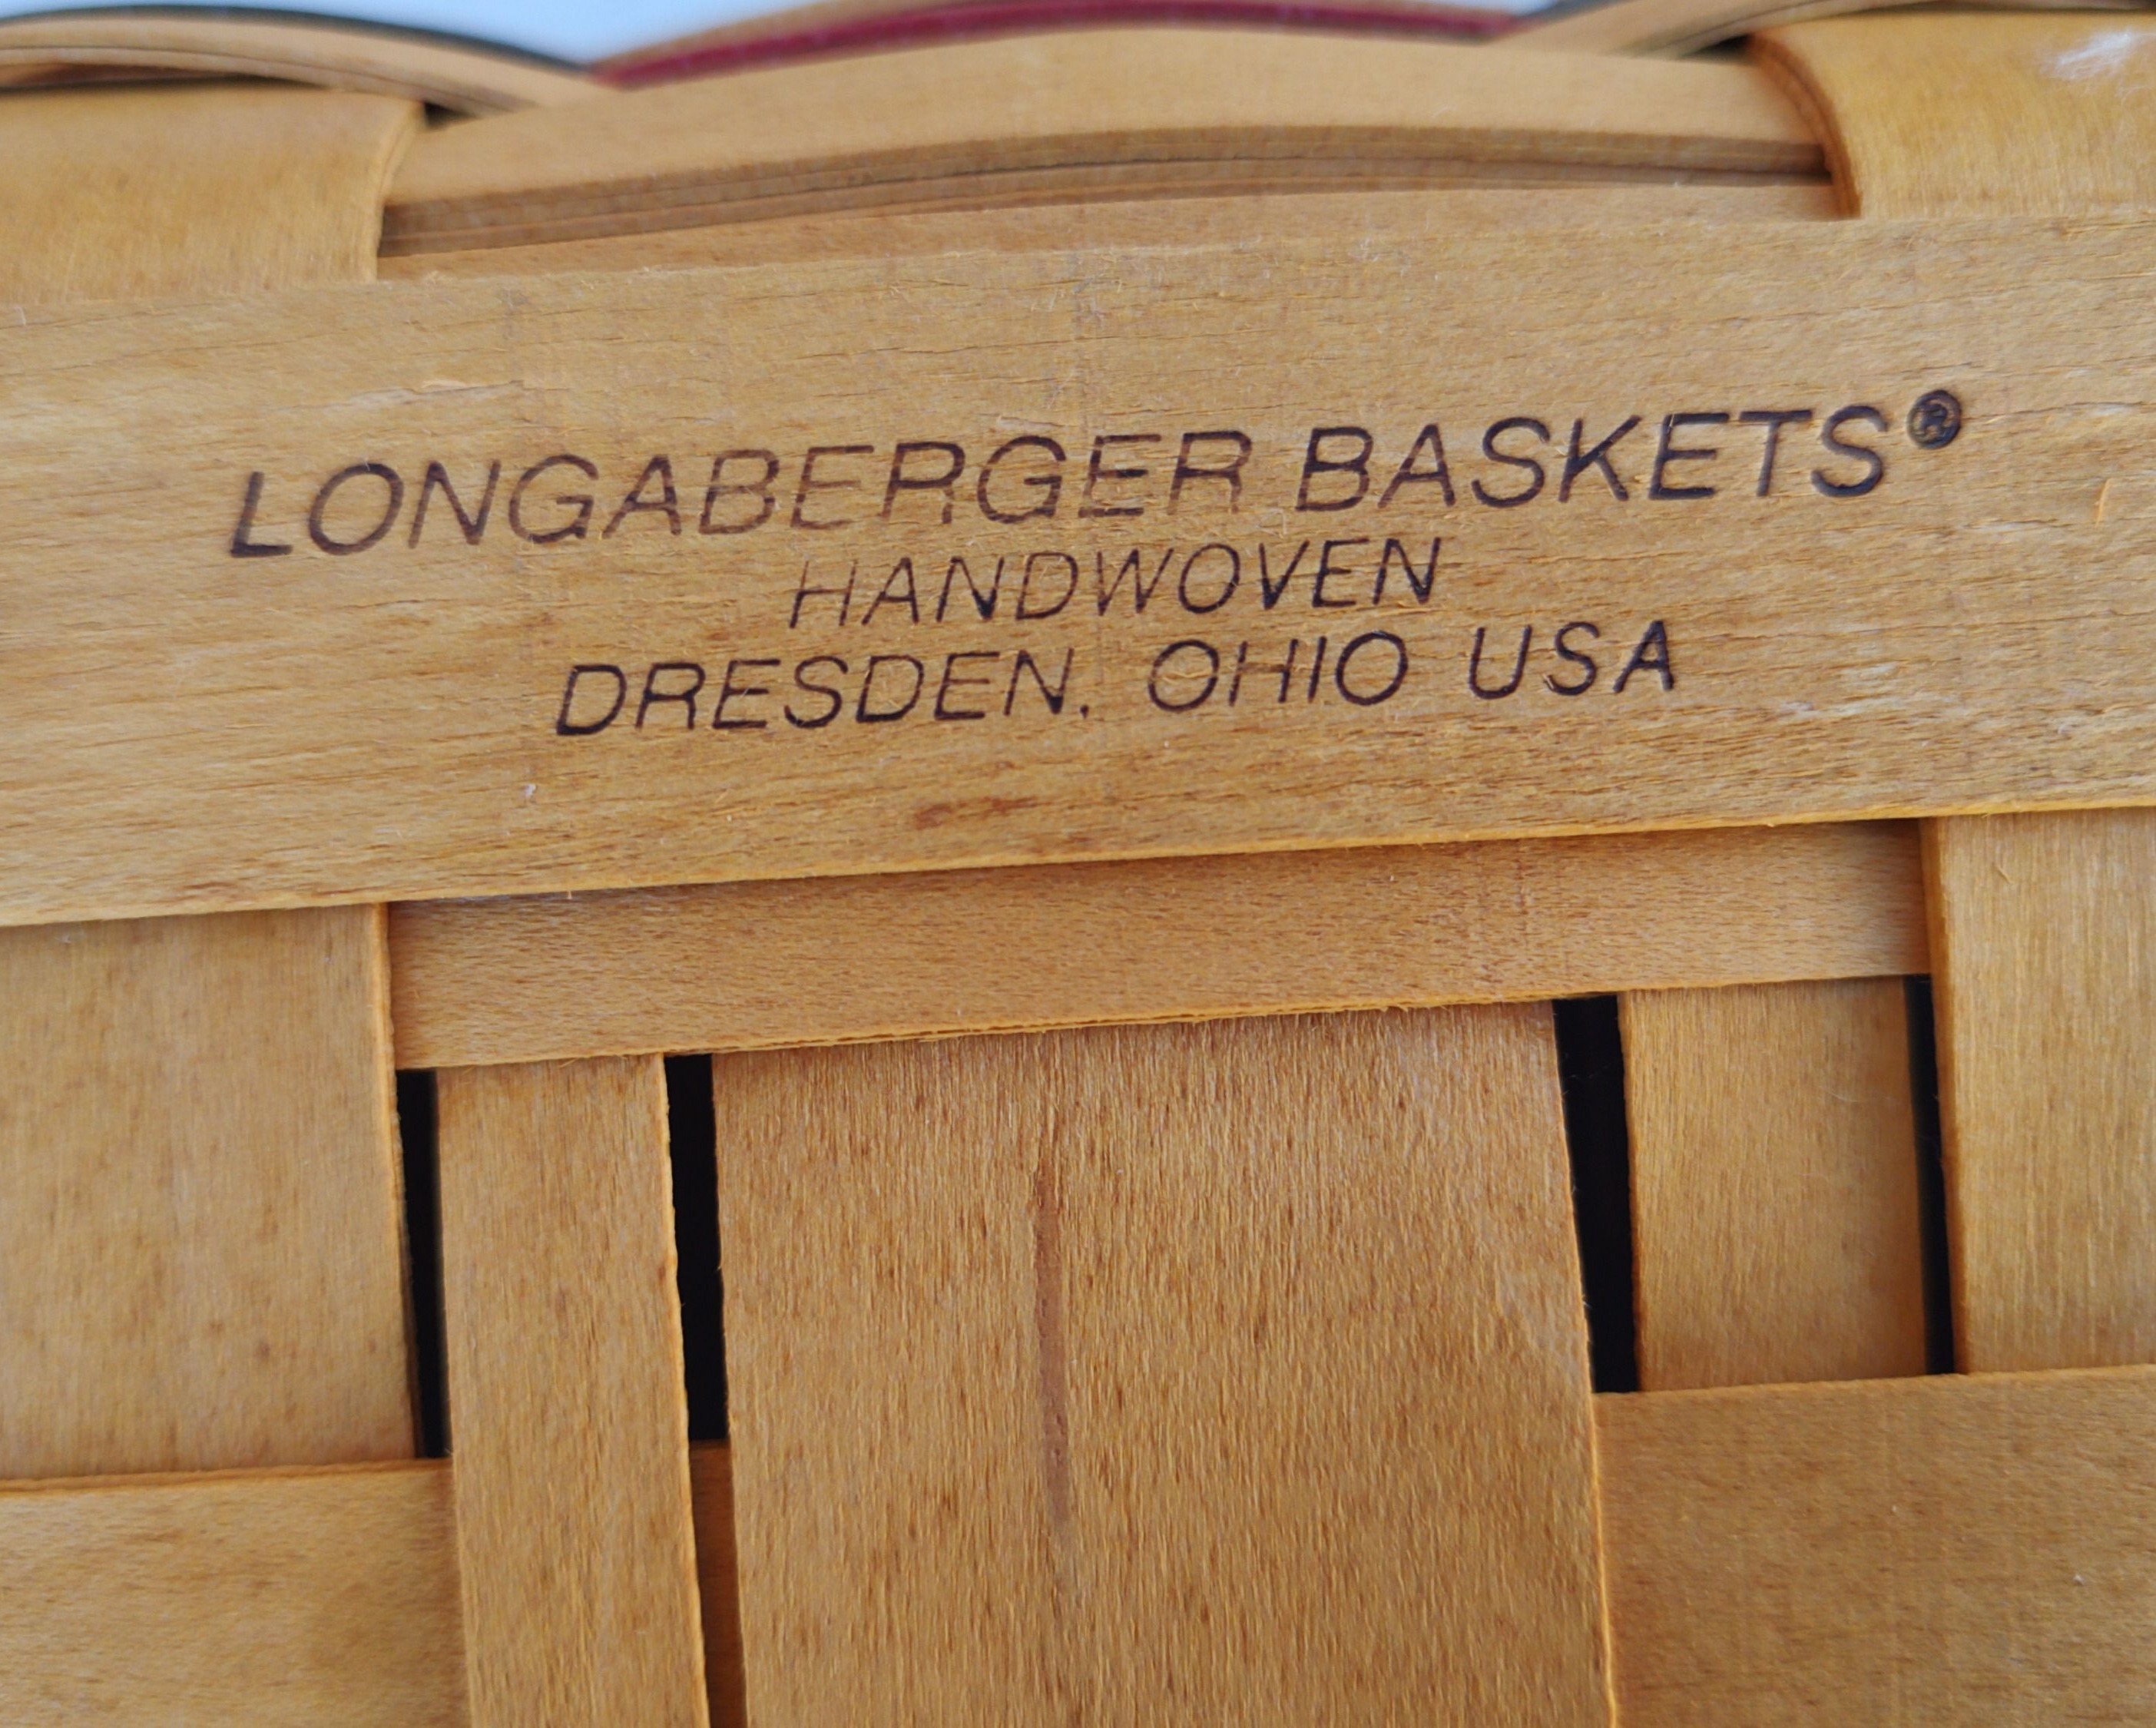 LONGABERGER BASKETS®
HANDWOVEN
DRESDEN, OHIO USA